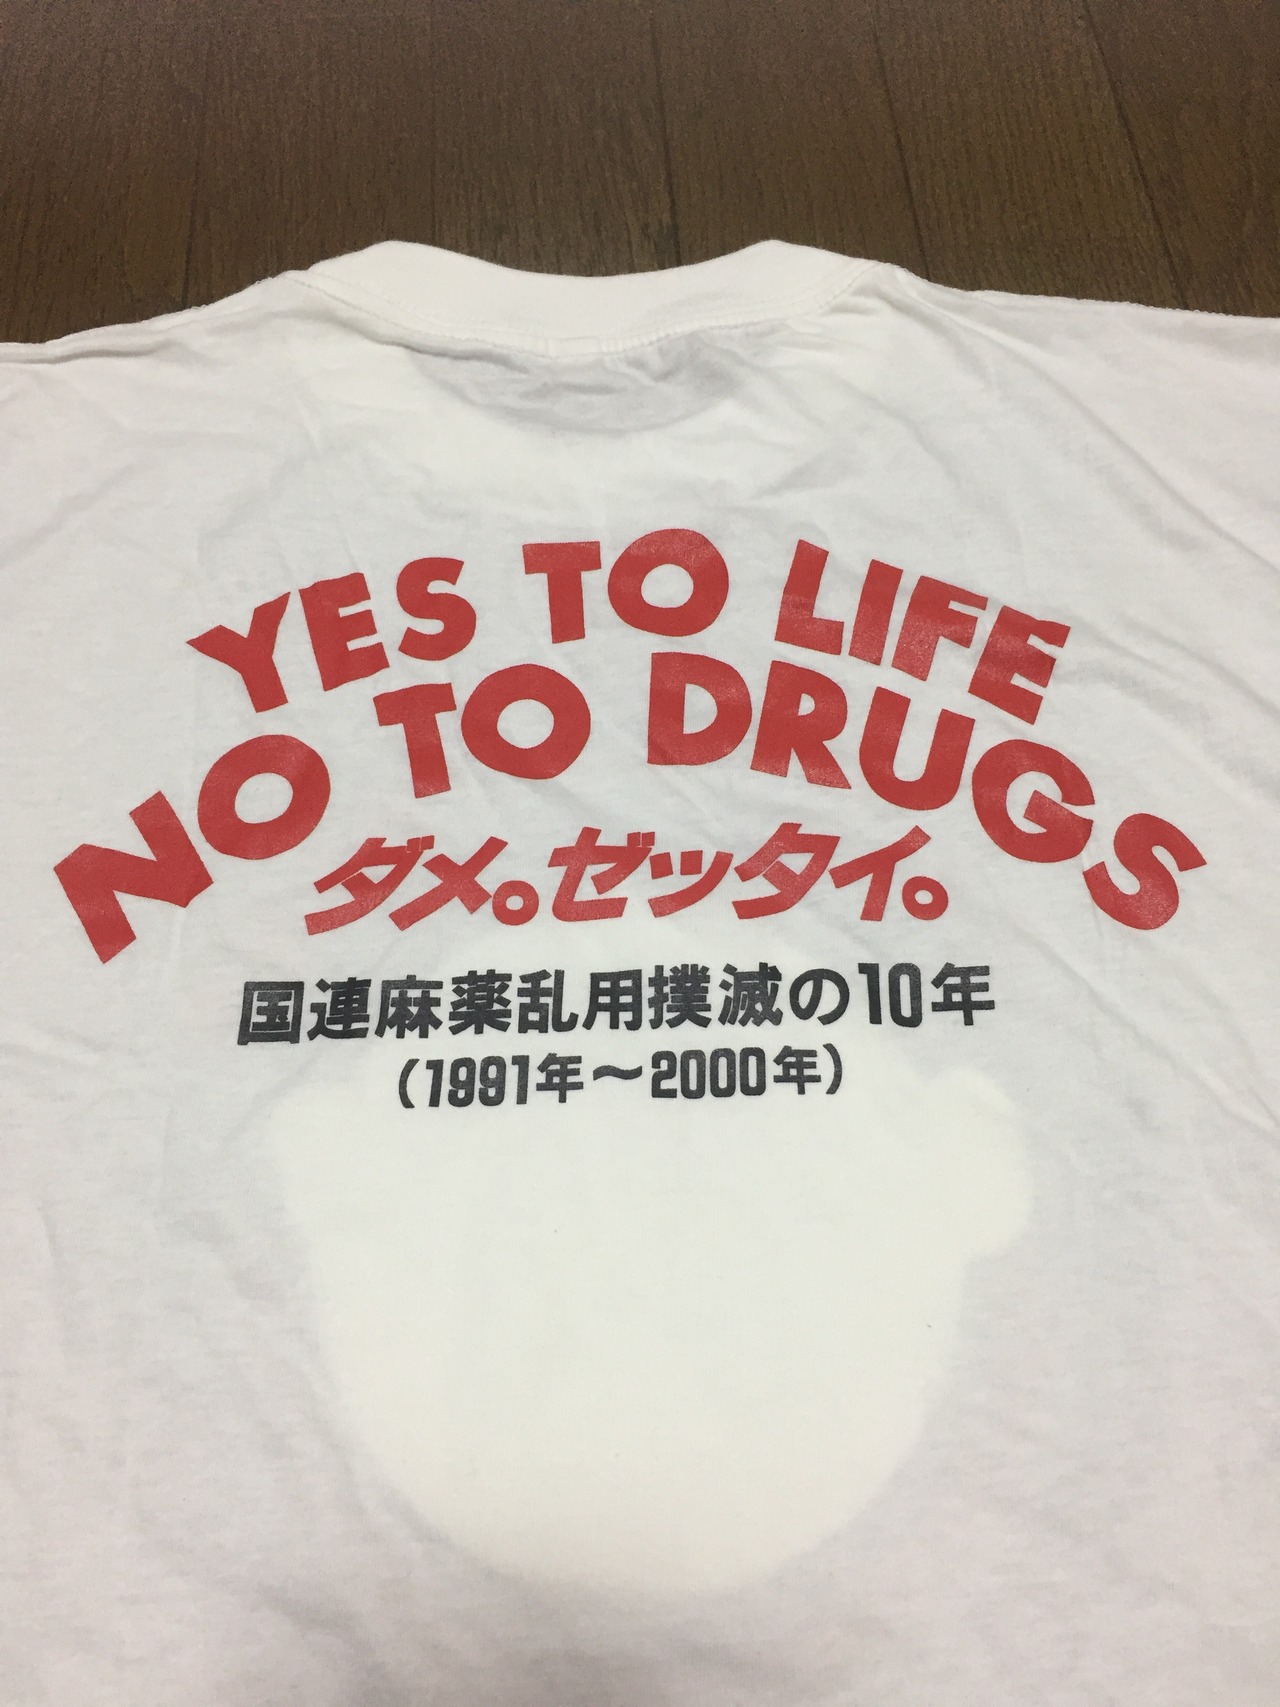 YES TO LIFE
NO TO DRUGS
ダメ。ゼッタイ。
国連麻薬乱用撲滅の10年
(1991年～2000年)